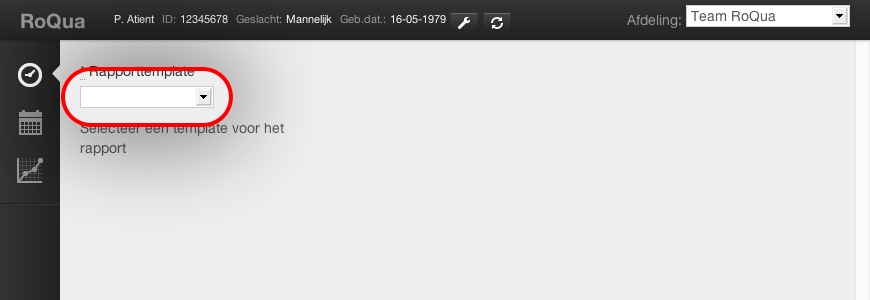 RoQua P. Atient ID: 12345678 Geslacht: Mannelijk Geb.dat.: 16-05-1979 Afdeling: Team RoQua
* Rapporttemplate
Selecteer een template voor het
rapport